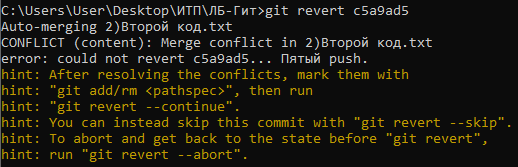 C:\Users\User\Desktop\ИТП\ЛБ-Гит>git revert c5a9ad5
Auto-merging 2)Второй код.txt
CONFLICT (content): Merge conflict in 2)Второй код.txt
error: could not revert c5a9ad5... Пятый push.
hint: After resolving the conflicts, mark them with
hint: "git add/rm <pathspec>", then run
hint: "git revert --continue".
hint: You can instead skip this commit with "git revert --skip".
hint: To abort and get back to the state before "git revert",
hint: run "git revert --abort".